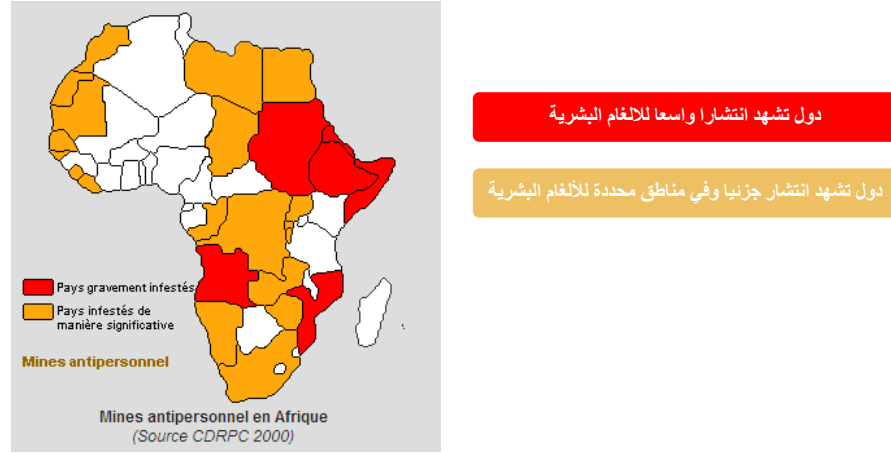 دول تشهد انتشارا واسعا للالغام البشرية
دول تشهد انتشار جزئيا وفي مناطق محددة للألغام البشرية
Pays gravement infestés
Pays infestés de
manière significative
Mines antipersonnel
Mines antipersonnel en Afrique
(Source CDRPC 2000)